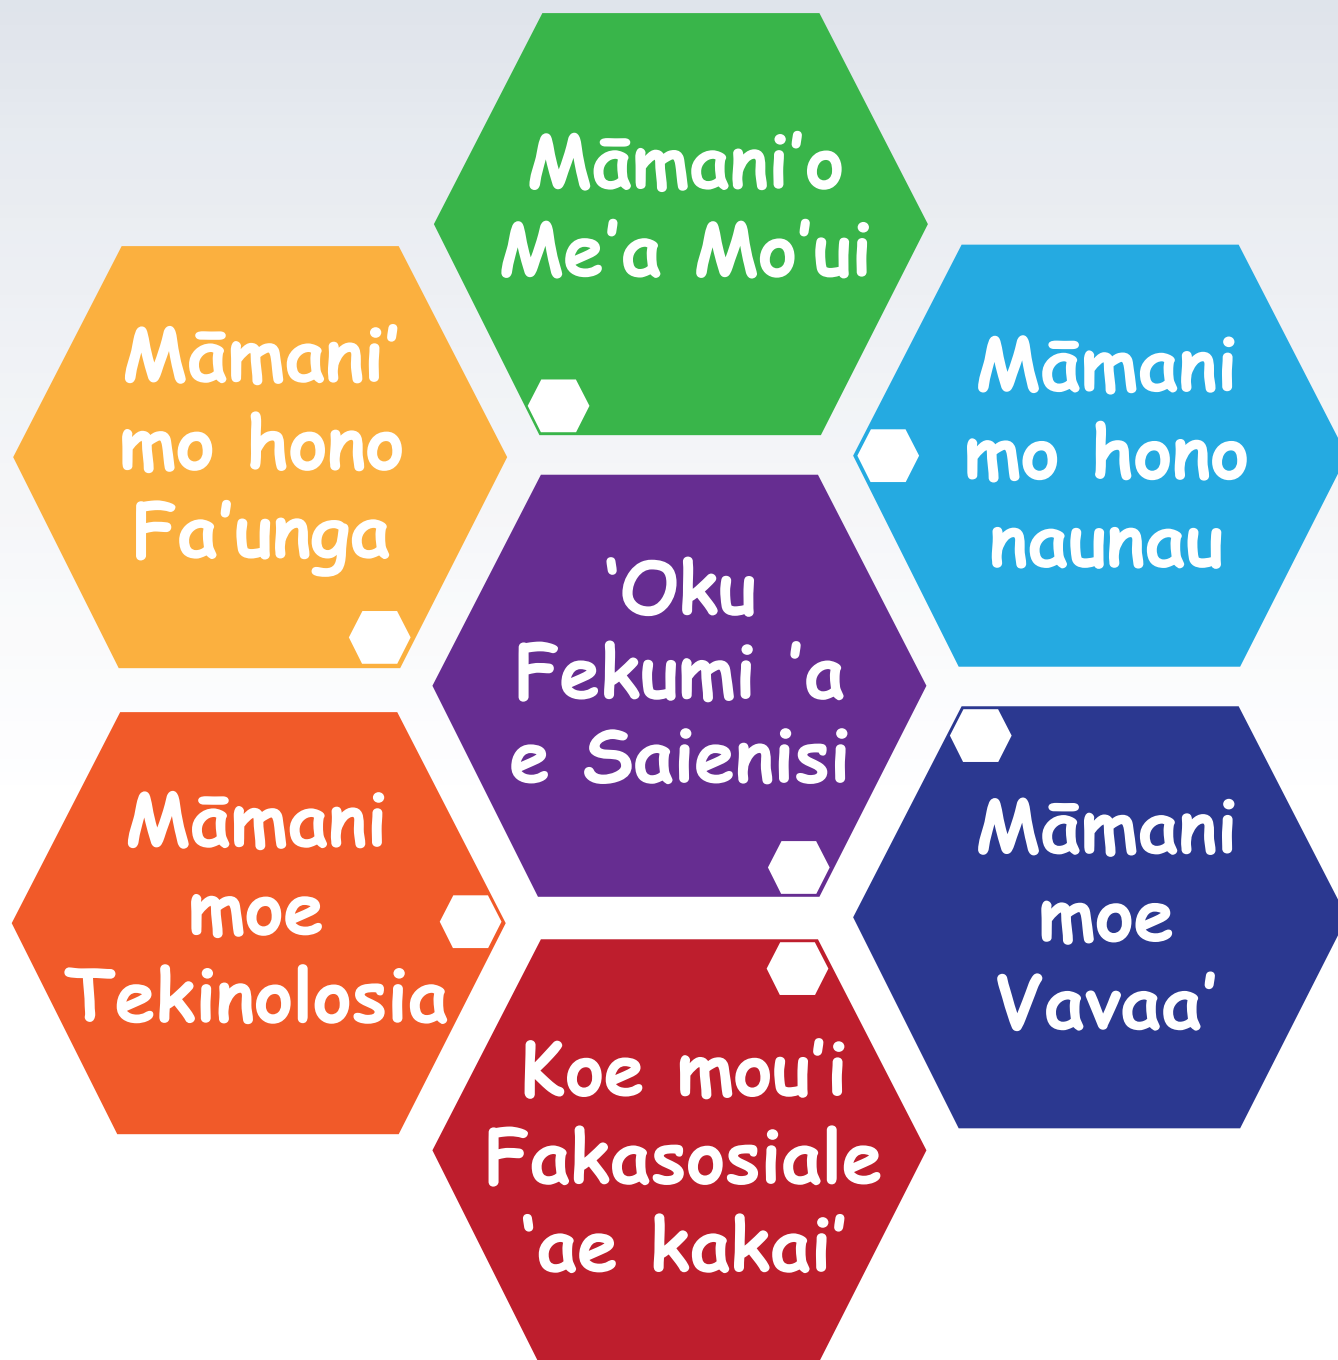 Māmani'o
Me'a Mo'ui
Māmani'
mo hono
Fa'unga
Māmani
mo hono
naunau
‘Oku
Fekumi 'a
e Saienisi
Māmani
moe
Tekinolosia
Māmani
moe
Vavaa'
Koe mou'i
Fakasosiale
‘ae kakai'